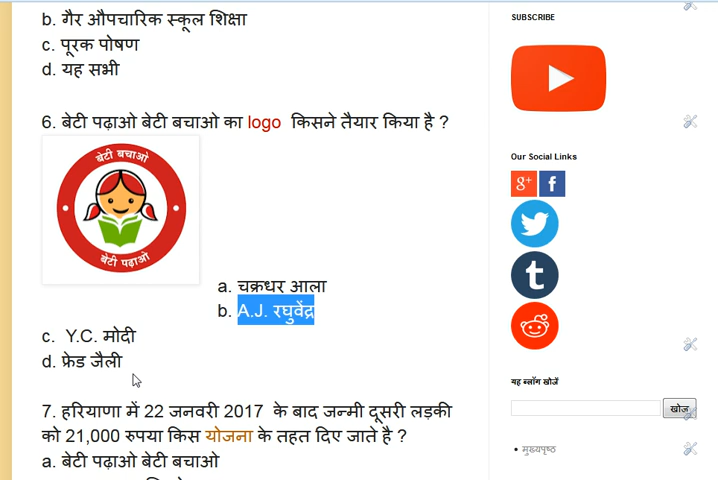 b. गैर औपचारिक स्कूल शिक्षा
c. पूरक पोषण
d. यह सभी
6. बेटी पढ़ाओ बेटी बचाओ का logo किसने तैयार किया है ?
बेटी बचाओ
बेटी पढ़ाओ
a. चक्रधर आला
b. A.J. रघुवेंद्र
c. Y.C. मोदी
d. फ्रेड जैली
7. हरियाणा में 22 जनवरी 2017 के बाद जन्मी दूसरी लड़की
को 21,000 रुपया किस योजना के तहत दिए जाते है ?
a. बेटी पढ़ाओ बेटी बचाओ
SUBSCRIBE
Our Social Links
g+ f
t
यह ब्लॉग खोजें
खोज
मुख्यपृष्ठ